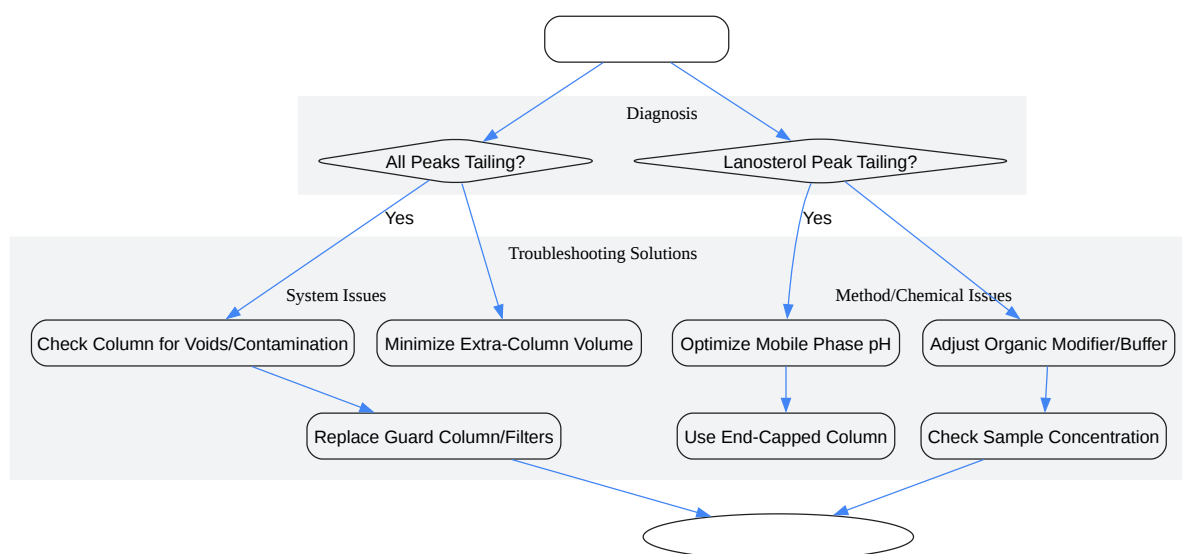 Diagnosis
All Peaks Tailing?
Lanosterol Peak Tailing?
Yes
Yes
Troubleshooting Solutions
System Issues
Method/Chemical Issues
Check Column for Voids/Contamination
Minimize Extra-Column Volume
Optimize Mobile Phase pH
Adjust Organic Modifier/Buffer
Replace Guard Column/Filters
Use End-Capped Column
Check Sample Concentration